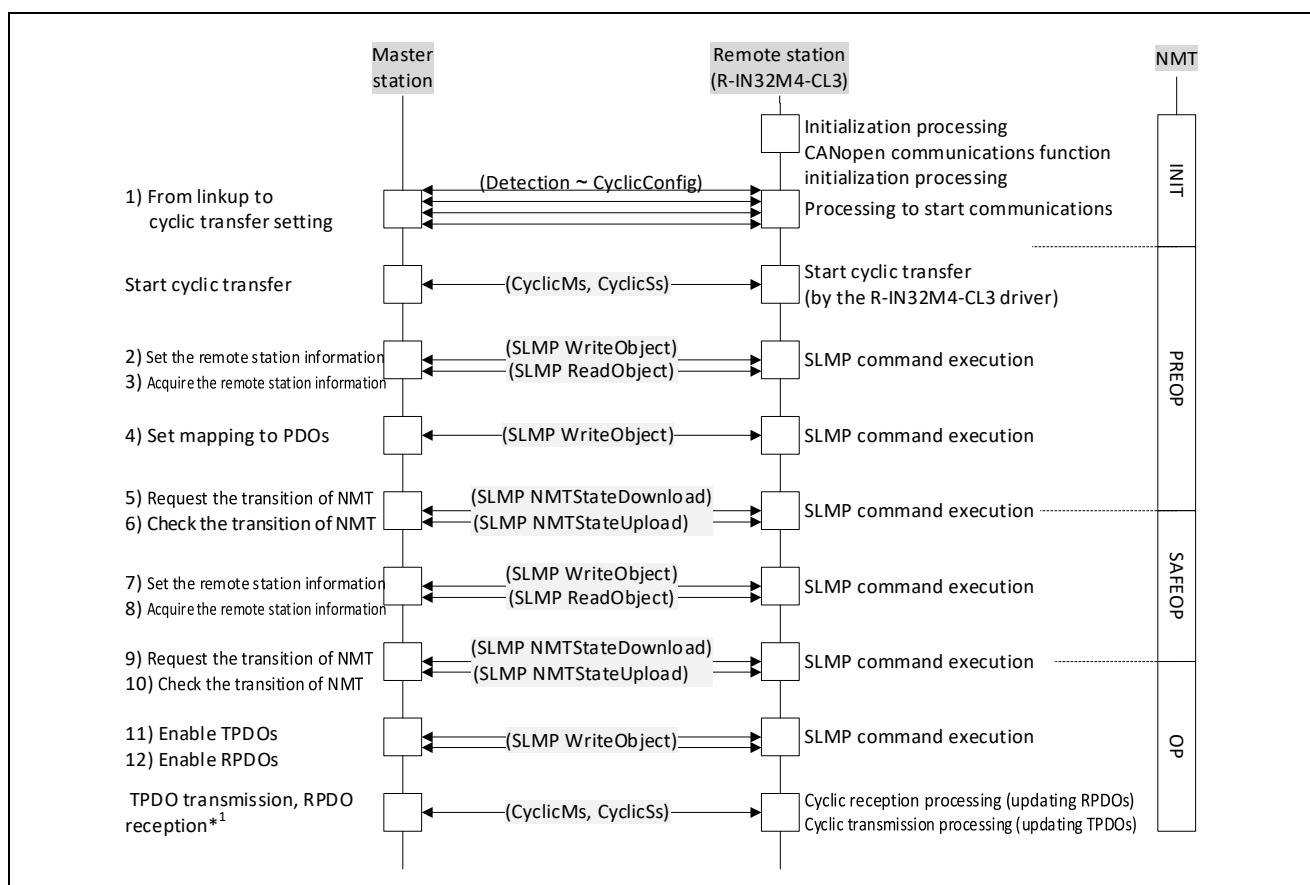 Master
station
Remote station
(R-IN32M4-CL3)
NMT
Initialization processing
CANopen communications function
initialization processing
INIT
1) From linkup to
cyclic transfer setting
(Detection ~ CyclicConfig)
Processing to start communications
Start cyclic transfer
(CyclicMs, CyclicSs)
Start cyclic transfer
(by the R-IN32M4-CL3 driver)
2) Set the remote station information
3) Acquire the remote station information
(SLMP WriteObject)
(SLMP ReadObject)
SLMP command execution
PREOP
4) Set mapping to PDOs
(SLMP WriteObject)
SLMP command execution
5) Request the transition of NMT
6) Check the transition of NMT
(SLMP NMTStateDownload)
(SLMP NMTStateUpload)
SLMP command execution
7) Set the remote station information
8) Acquire the remote station information
(SLMP WriteObject)
(SLMP ReadObject)
SLMP command execution
SAFEOP
9) Request the transition of NMT
10) Check the transition of NMT
(SLMP NMTStateDownload)
(SLMP NMTStateUpload)
SLMP command execution
11) Enable TPDOs
12) Enable RPDOs
(SLMP WriteObject)
SLMP command execution
OP
TPDO transmission, RPDO
reception*1
(CyclicMs, CyclicSs)
Cyclic reception processing (updating RPDOs)
Cyclic transmission processing (updating TPDOs)